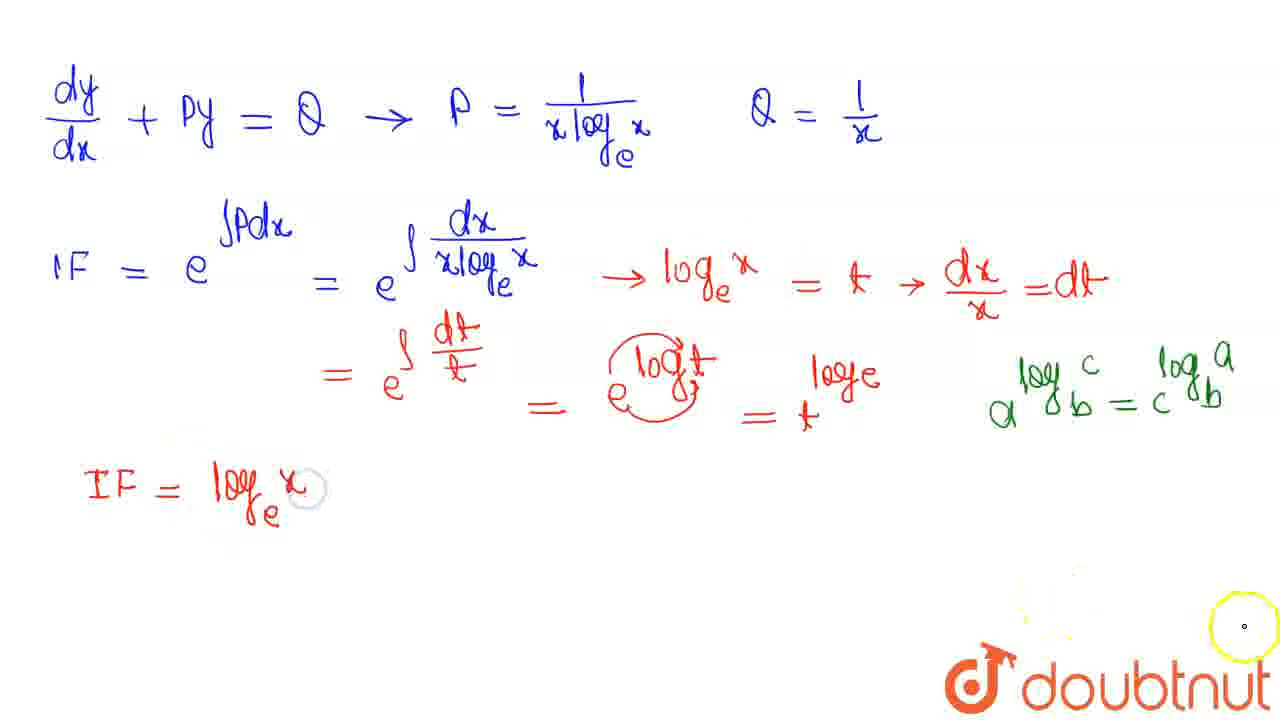 dy/dx + Py = Q → P = 1/(x log_e x) Q = 1/x
IF = e^(∫Pdx) = e^(∫dx/(x log_e x)) → log_e x = t → dx/x = dt
= e^(∫dt/t) = e^(log t) = t^(log e) a^(log_b c) = c^(log_b a)
IF = log_e x
doubtnut